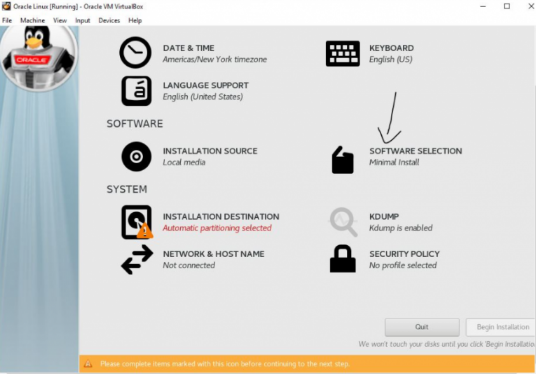 Oracle Linux [Running] - Oracle VM VirtualBox
File Machine View Input Devices Help
ORACLE
DATE & TIME
Americas/New York timezone
KEYBOARD
English (US)
LANGUAGE SUPPORT
English (United States)
SOFTWARE
INSTALLATION SOURCE
Local media
SOFTWARE SELECTION
Minimal Install
SYSTEM
INSTALLATION DESTINATION
Automatic partitioning selected
KDUMP
Kdump is enabled
NETWORK & HOST NAME
Not connected
SECURITY POLICY
No profile selected
Quit
Begin Installation
We won't touch your disks until you click 'Begin Installatio
Please complete items marked with this icon before continuing to the next step.